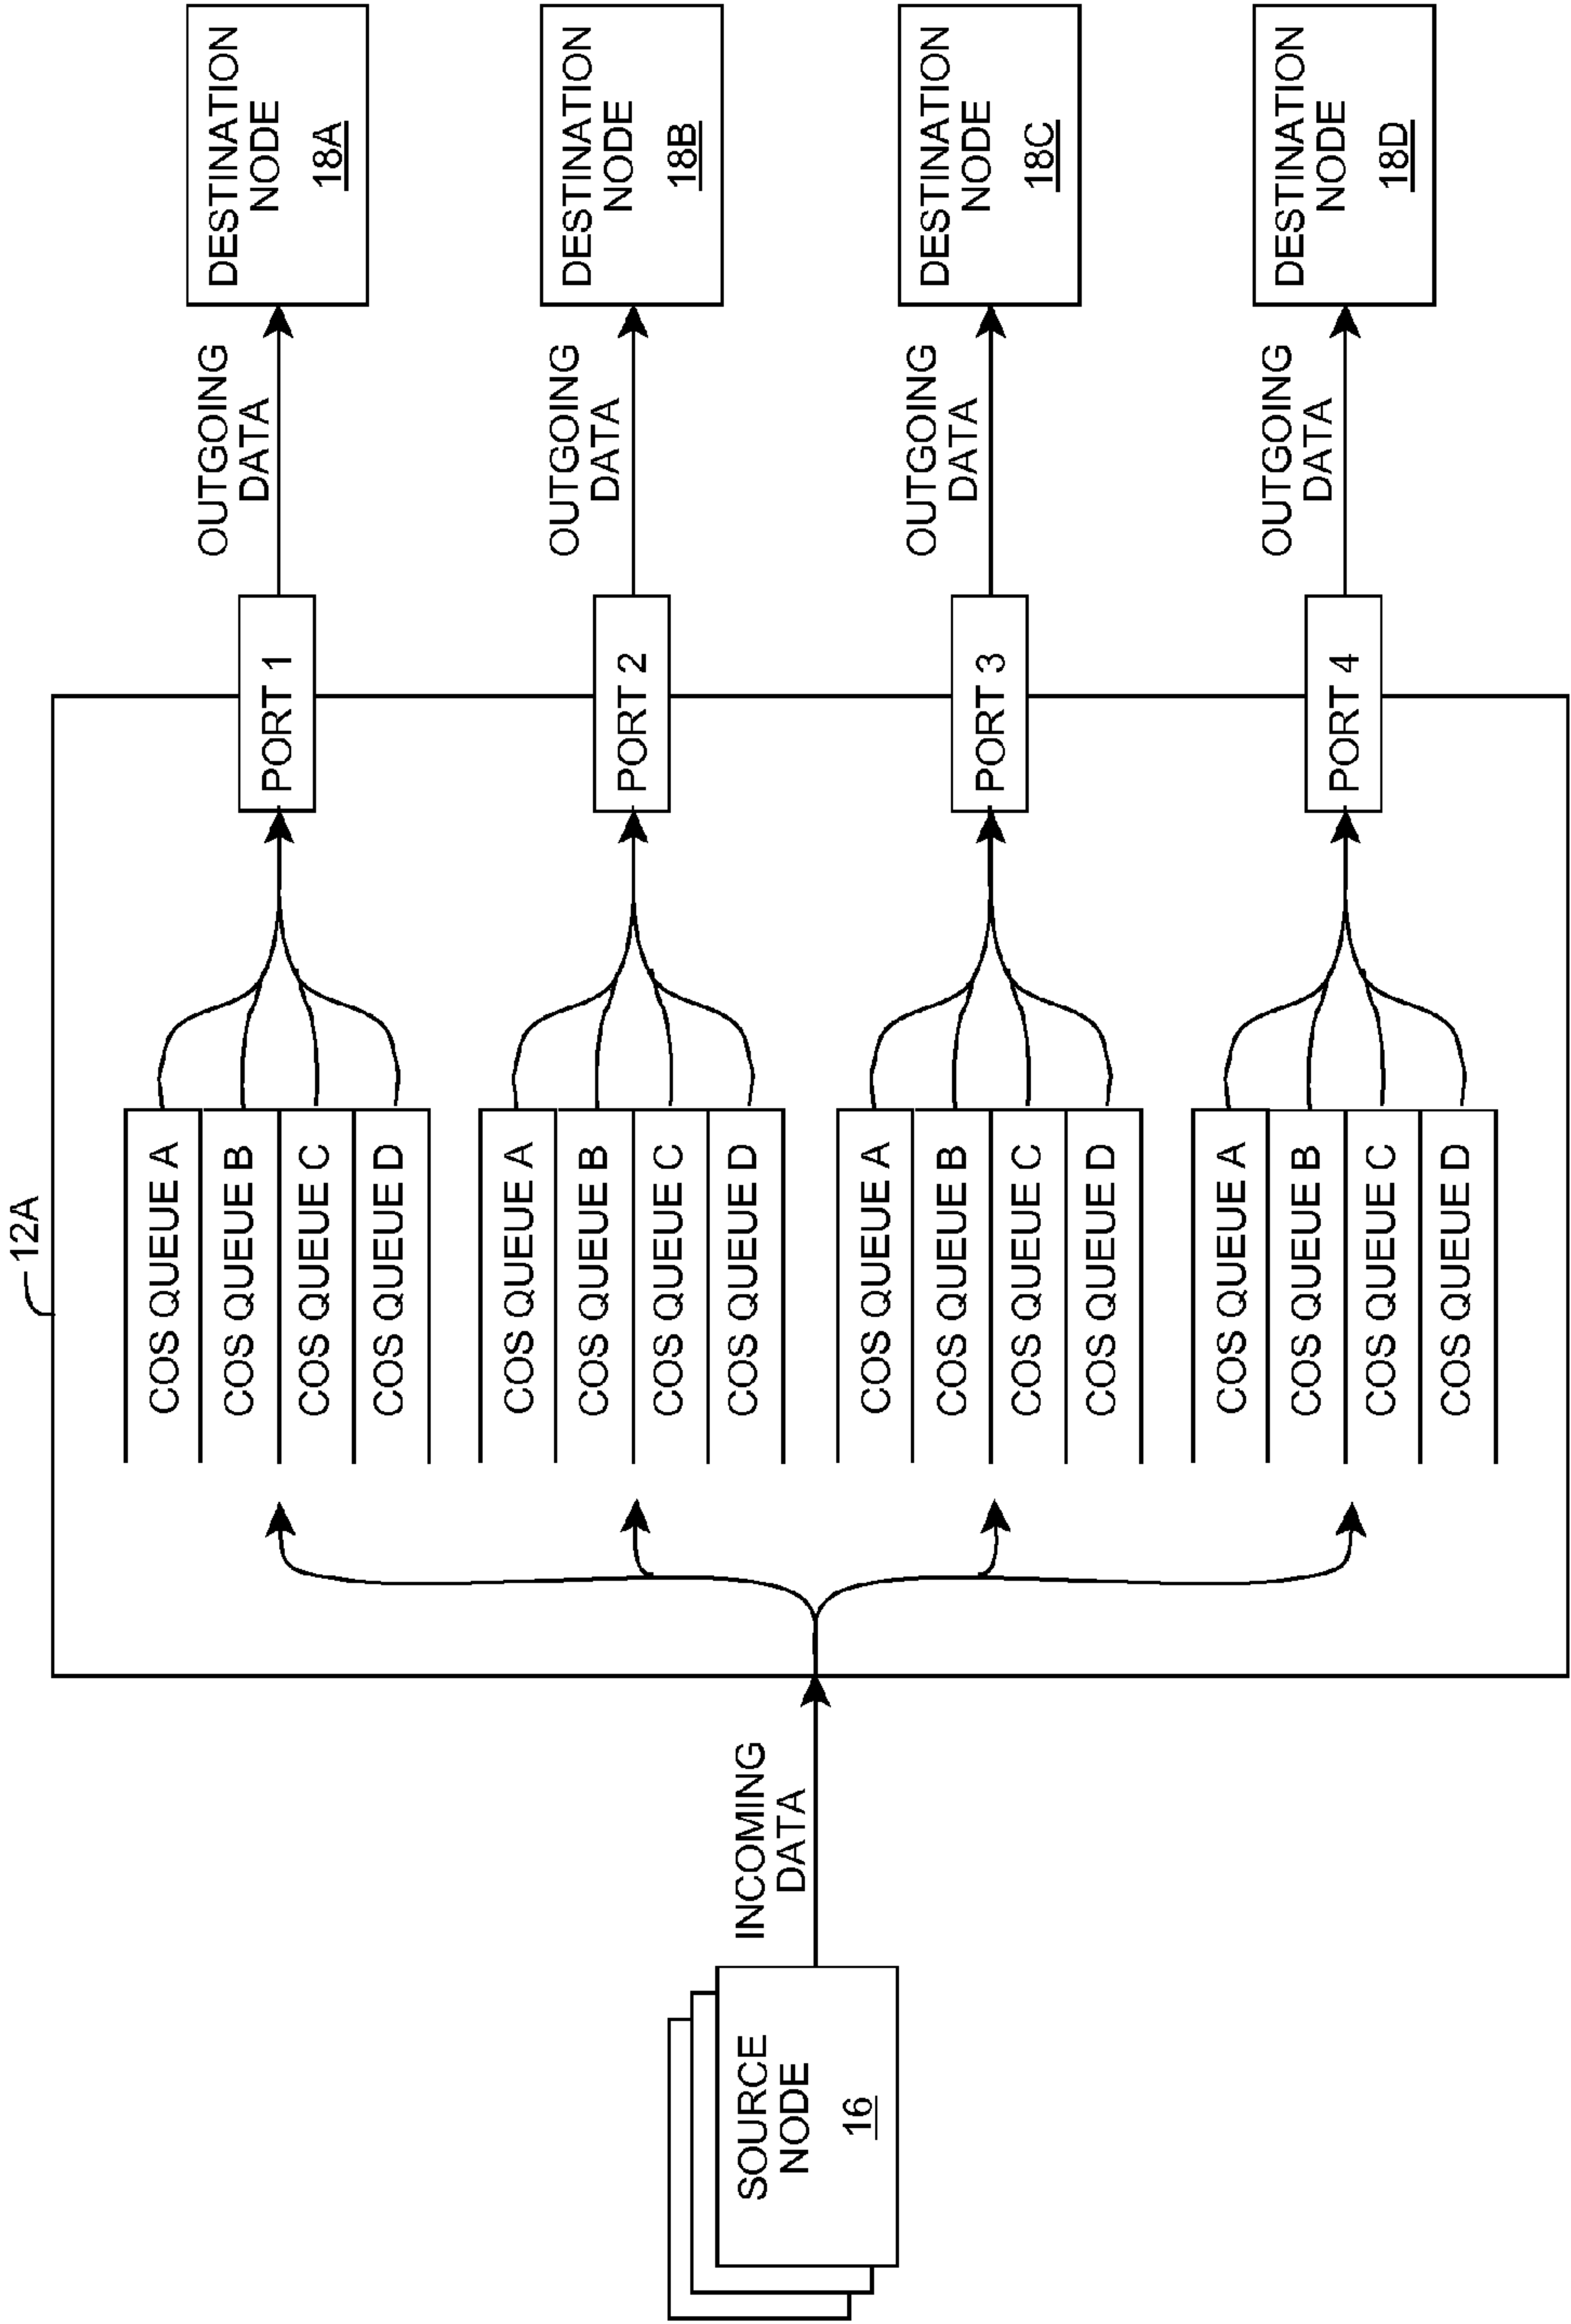 12A
SOURCE
NODE
16
INCOMING
DATA
COS QUEUE A
COS QUEUE B
COS QUEUE C
COS QUEUE D
PORT 1
OUTGOING
DATA
DESTINATION
NODE
18A
COS QUEUE A
COS QUEUE B
COS QUEUE C
COS QUEUE D
PORT 2
OUTGOING
DATA
DESTINATION
NODE
18B
COS QUEUE A
COS QUEUE B
COS QUEUE C
COS QUEUE D
PORT 3
OUTGOING
DATA
DESTINATION
NODE
18C
COS QUEUE A
COS QUEUE B
COS QUEUE C
COS QUEUE D
PORT 4
OUTGOING
DATA
DESTINATION
NODE
18D